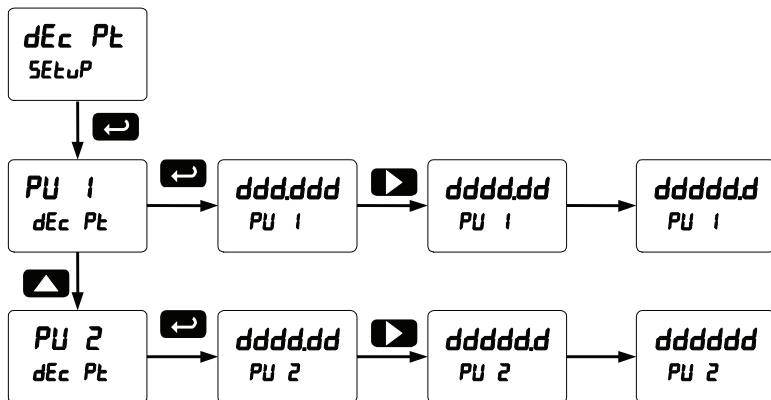 dEc Pt
SEtuP
PU 1
dEc Pt
ddd.ddd
PU 1
dddd.dd
PU 1
ddddd.d
PU 1
PU 2
dEc Pt
dddd.dd
PU 2
ddddd.d
PU 2
dddddd
PU 2